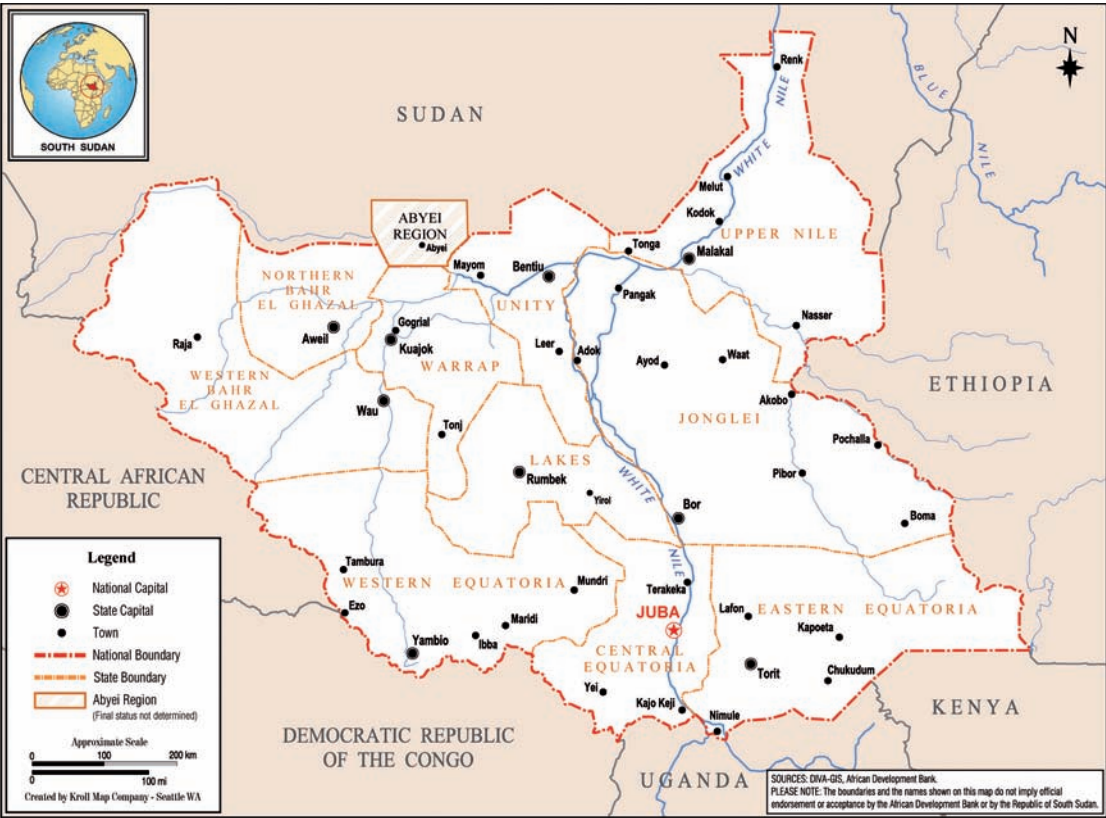 SOUTH SUDAN
N
SUDAN
BLUE
NILE
Renk
NILE
WHITE
Melut
Kodok
UPPER NILE
Malakal
Tonga
ABYEI
REGION
Abyei
Mayom
Bentiu
UNITY
Pangak
Nasser
NORTHERN
BAHR
EL GHAZAL
Aweil
Raja
Gogrial
Kuajok
WARRAP
Leer
Adok
Ayod
Waat
WESTERN
BAHR
EL GHAZAL
Wau
Tonj
ETHIOPIA
Akobo
JONGLEI
Pochalla
Pibor
Boma
LAKES
Rumbek
Yirol
WHITE
NILE
Bor
CENTRAL AFRICAN
REPUBLIC
Tambura
WESTERN EQUATORIA
Mundri
Ezo
Maridi
Ibba
Yambio
Terakeka
JUBA
CENTRAL
EQUATORIA
Yei
Kajo Keji
Nimule
Lafon
EASTERN EQUATORIA
Kapoeta
Torit
Chukudum
KENYA
UGANDA
DEMOCRATIC REPUBLIC
OF THE CONGO
Legend
National Capital
State Capital
Town
National Boundary
State Boundary
Abyei Region
(Final status not determined)
Approximate Scale
0 100 200 km
0 100 mi
Created by Kroll Map Company - Seattle WA
SOURCES: DIVA-GIS, African Development Bank.
PLEASE NOTE: The boundaries and the names shown on this map do not imply official
endorsement or acceptance by the African Development Bank or by the Republic of South Sudan.